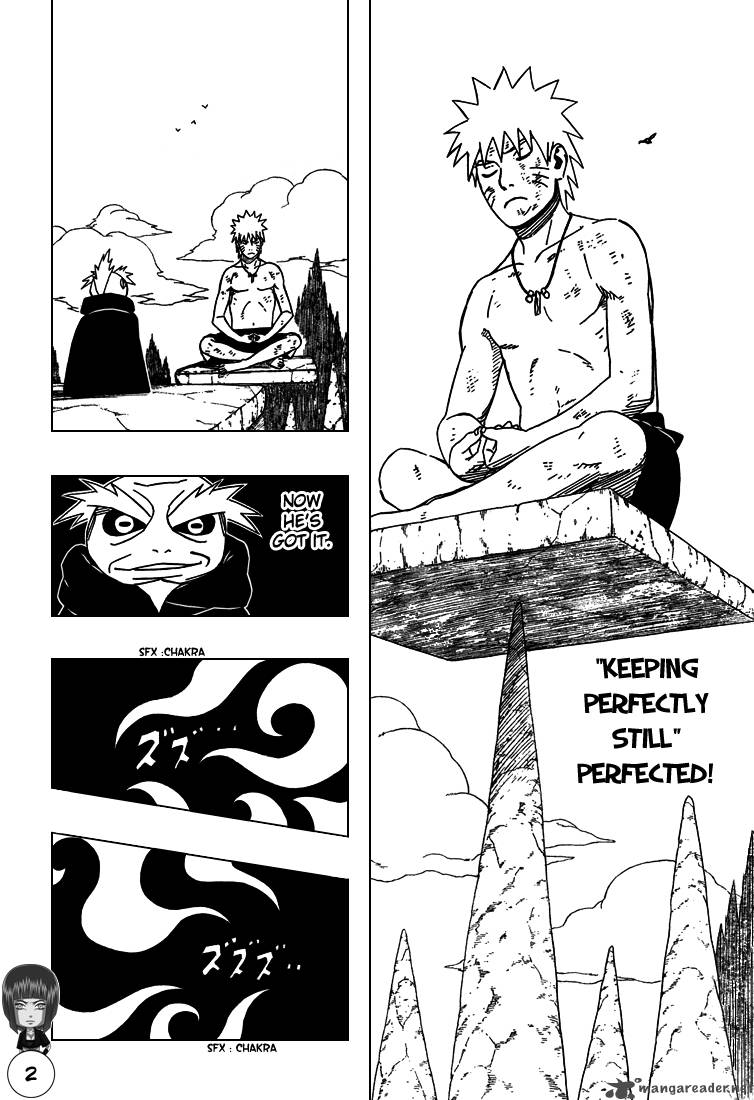 "KEEPING
PERFECTLY
STILL"
PERFECTED!
NOW
HE'S
GOT IT.
SFX :CHAKRA
ズズ...
ズズズ...
SFX : CHAKRA
2
mangareader.net